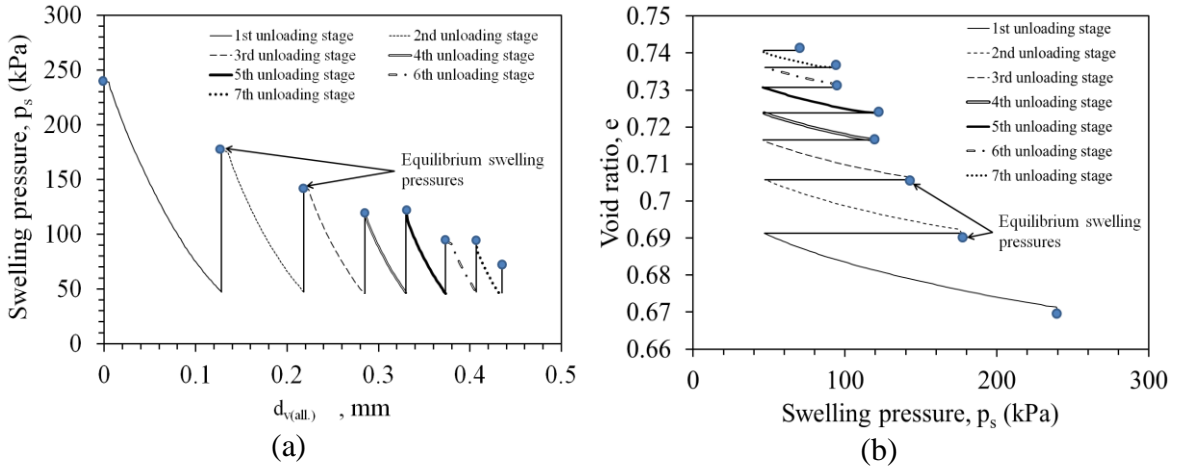 Swelling pressure, pₛ (kPa)
300
250
200
150
100
50
0
1st unloading stage 2nd unloading stage
3rd unloading stage 4th unloading stage
5th unloading stage 6th unloading stage
7th unloading stage
Equilibrium swelling
pressures
0 0.1 0.2 0.3 0.4 0.5
d_v(all.) , mm
(a)
Void ratio, e
0.75
0.74
0.73
0.72
0.71
0.7
0.69
0.68
0.67
0.66
1st unloading stage
2nd unloading stage
3rd unloading stage
4th unloading stage
5th unloading stage
6th unloading stage
7th unloading stage
Equilibrium swelling
pressures
0 100 200 300
Swelling pressure, pₛ (kPa)
(b)